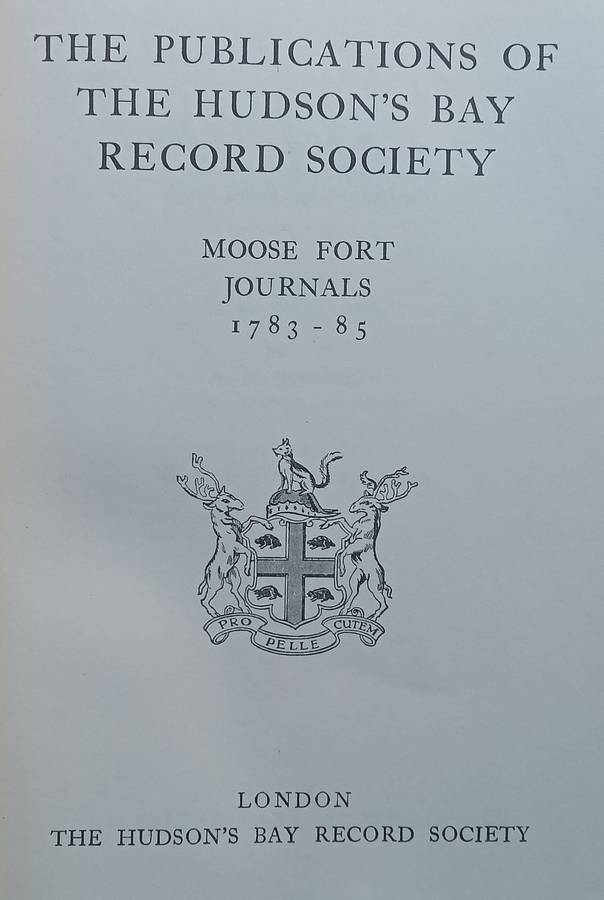 THE PUBLICATIONS OF
THE HUDSON'S BAY
RECORD SOCIETY
MOOSE FORT
JOURNALS
1783 - 85
PRO PELLE CUTEM
LONDON
THE HUDSON'S BAY RECORD SOCIETY